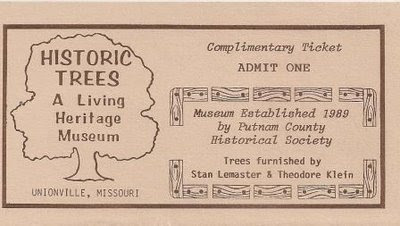 HISTORIC
TREES
A Living
Heritage
Museum
UNIONVILLE, MISSOURI
Complimentary Ticket
ADMIT ONE
Museum Established 1989
by Putnam County
Historical Society
Trees furnished by
Stan Lemaster & Theodore Klein